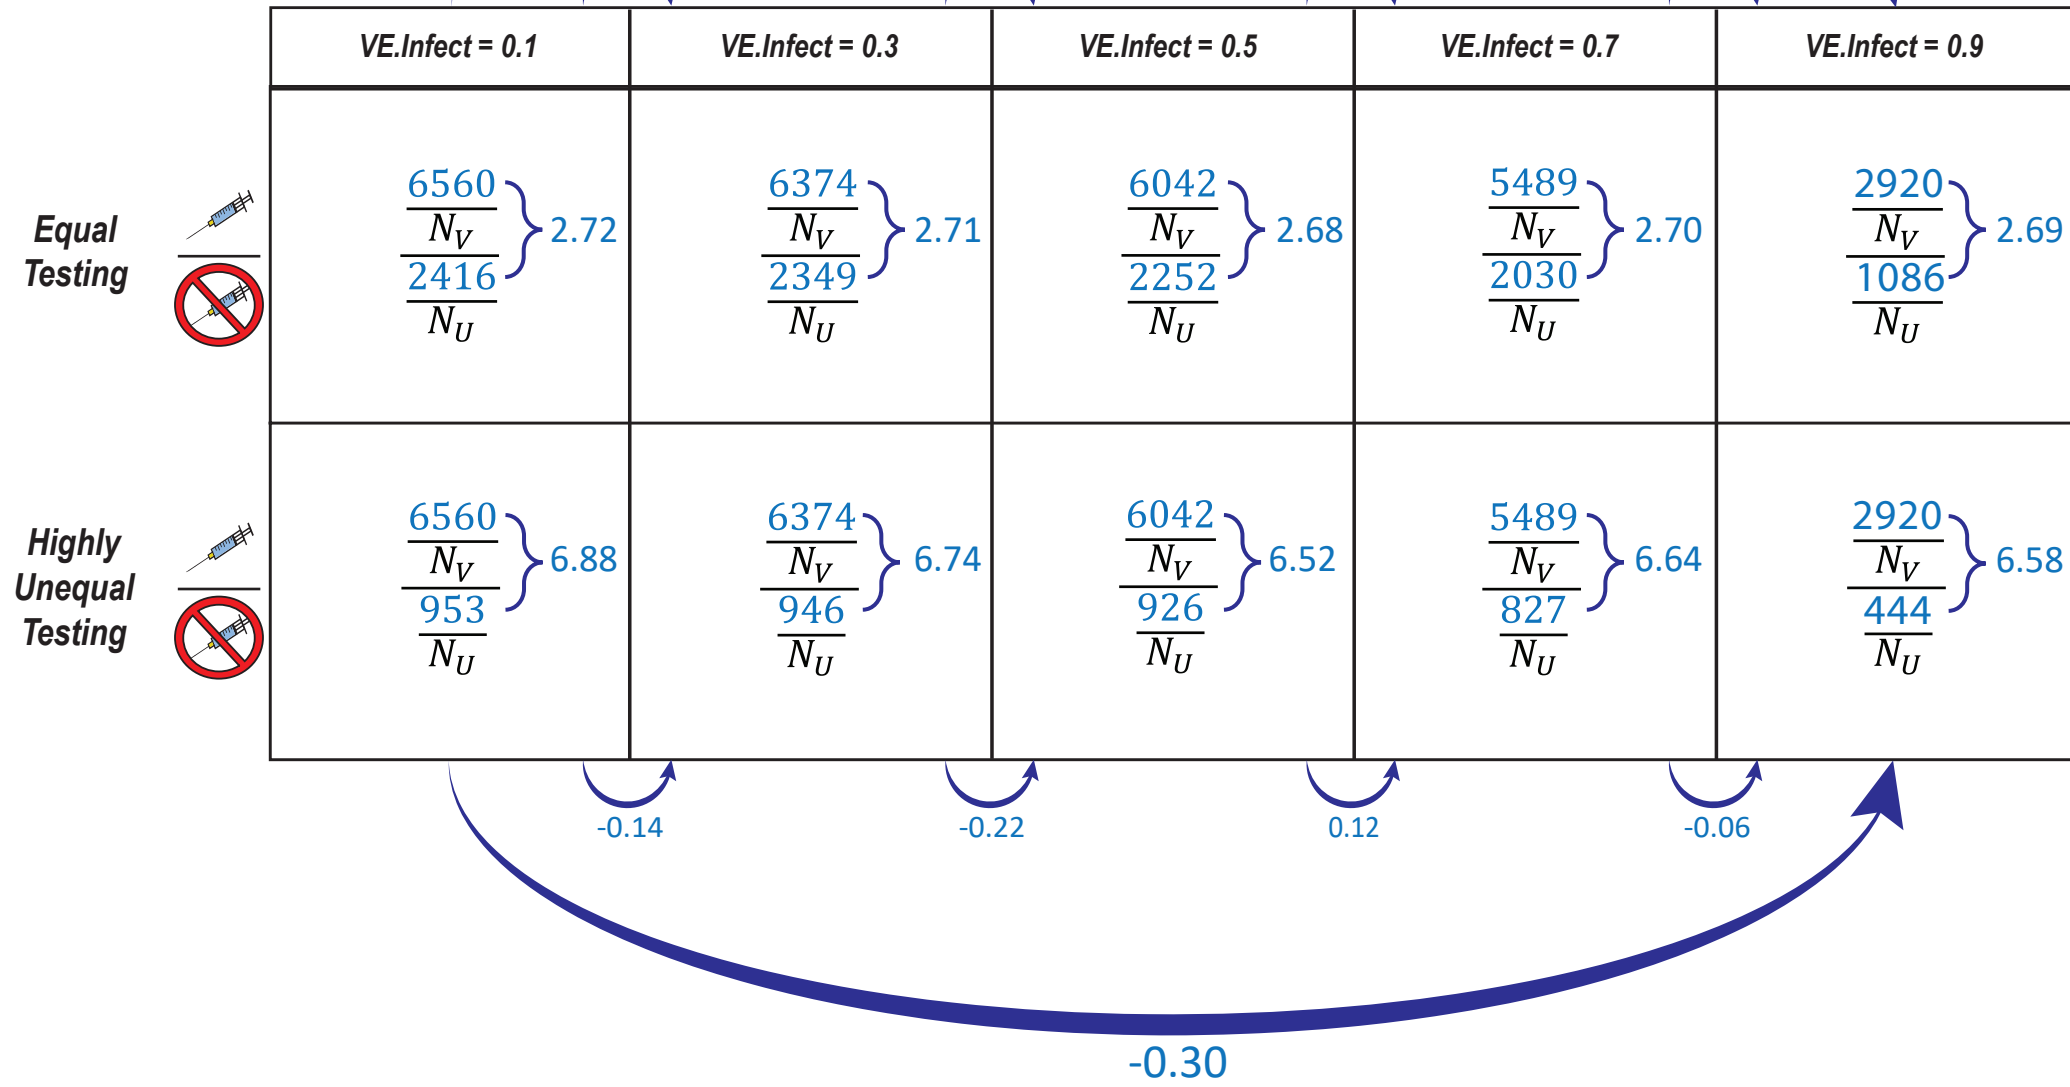 VE.Infect = 0.1 VE.Infect = 0.3 VE.Infect = 0.5 VE.Infect = 0.7 VE.Infect = 0.9
Equal
Testing
6560
N_V
2416
N_U
2.72
6374
N_V
2349
N_U
2.71
6042
N_V
2252
N_U
2.68
5489
N_V
2030
N_U
2.70
2920
N_V
1086
N_U
2.69
Highly
Unequal
Testing
6560
N_V
953
N_U
6.88
6374
N_V
946
N_U
6.74
6042
N_V
926
N_U
6.52
5489
N_V
827
N_U
6.64
2920
N_V
444
N_U
6.58
-0.14 -0.22 0.12 -0.06
-0.30